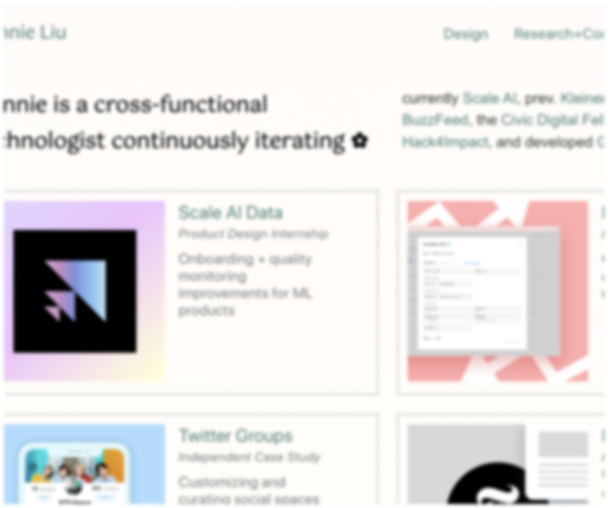 nnie Liu
Design Research+Co
nnie is a cross-functional
chnologist continuously iterating ✿
currently Scale AI, prev. Kleiner
BuzzFeed, the Civic Digital Fel
Hack4Impact, and developed
Scale AI Data
Product Design Internship
Onboarding + quality
monitoring
improvements for ML
products
Twitter Groups
Independent Case Study
Customizing and
curating social spaces